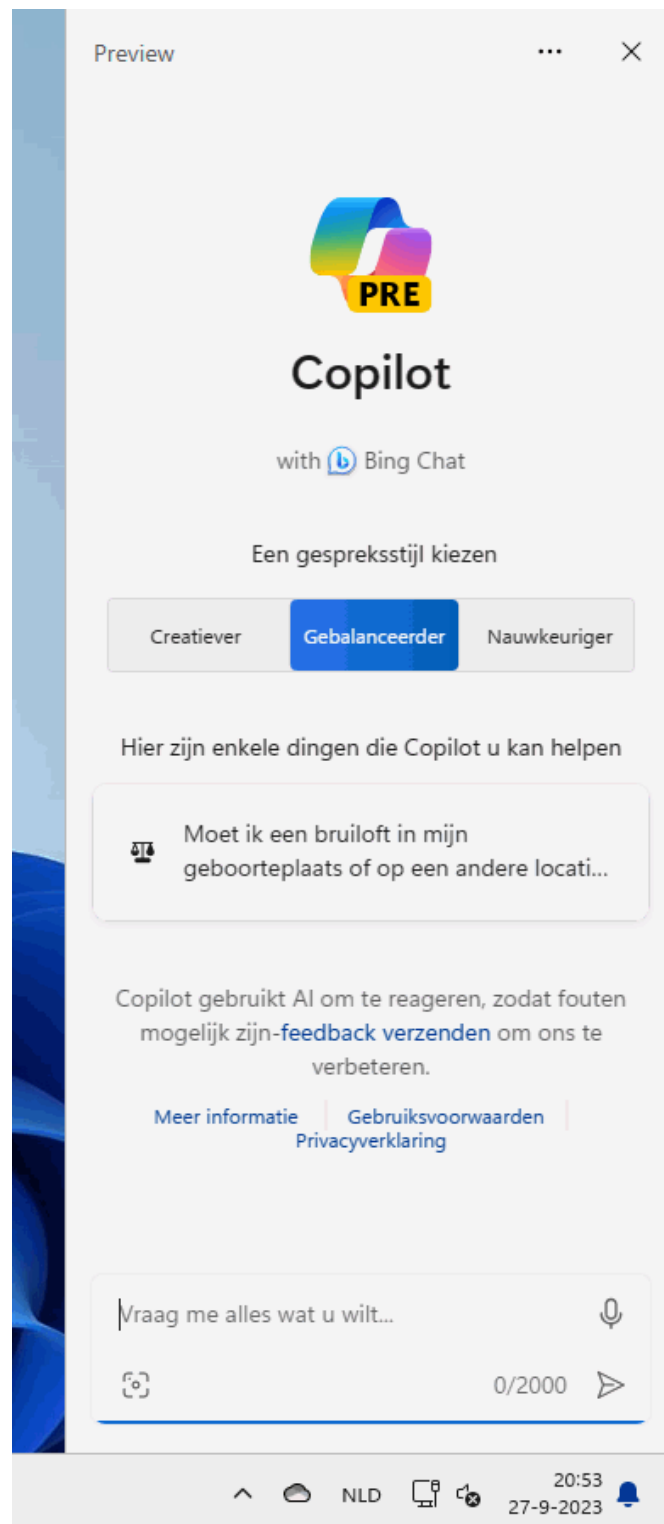 Preview
PRE
Copilot
with Bing Chat
Een gespreksstijl kiezen
Creatiever Gebalanceerder Nauwkeuriger
Hier zijn enkele dingen die Copilot u kan helpen
Moet ik een bruiloft in mijn
geboorteplaats of op een andere locati...
Copilot gebruikt AI om te reageren, zodat fouten
mogelijk zijn-feedback verzenden om ons te
verbeteren.
Meer informatie Gebruiksvoorwaarden
Privacyverklaring
Vraag me alles wat u wilt...
0/2000
NLD 20:53
27-9-2023